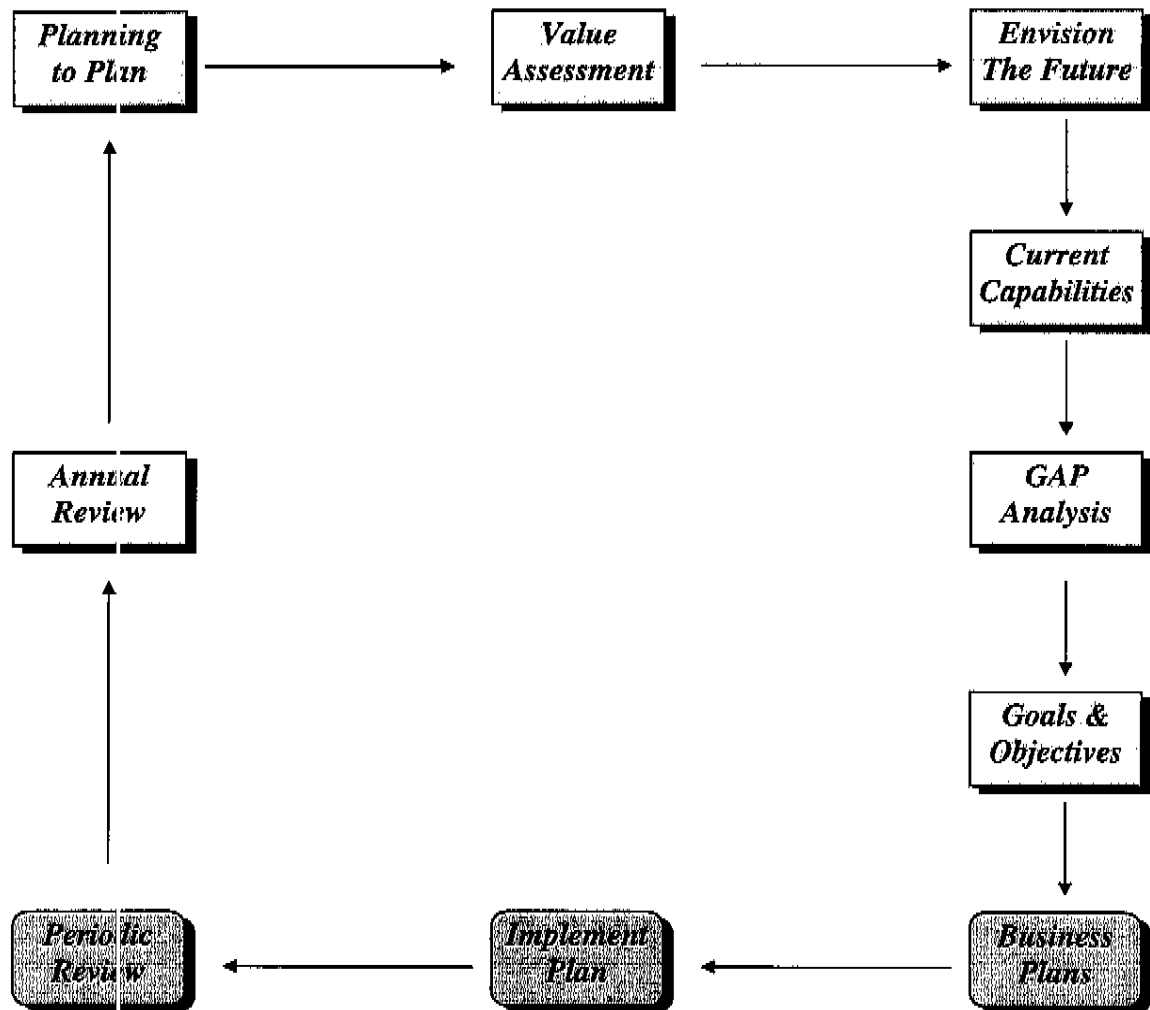 Planning
to Plan
Value
Assessment
Envision
The Future
Current
Capabilities
Annual
Review
GAP
Analysis
Goals &
Objectives
Periodic
Review
Implement
Plan
Business
Plans